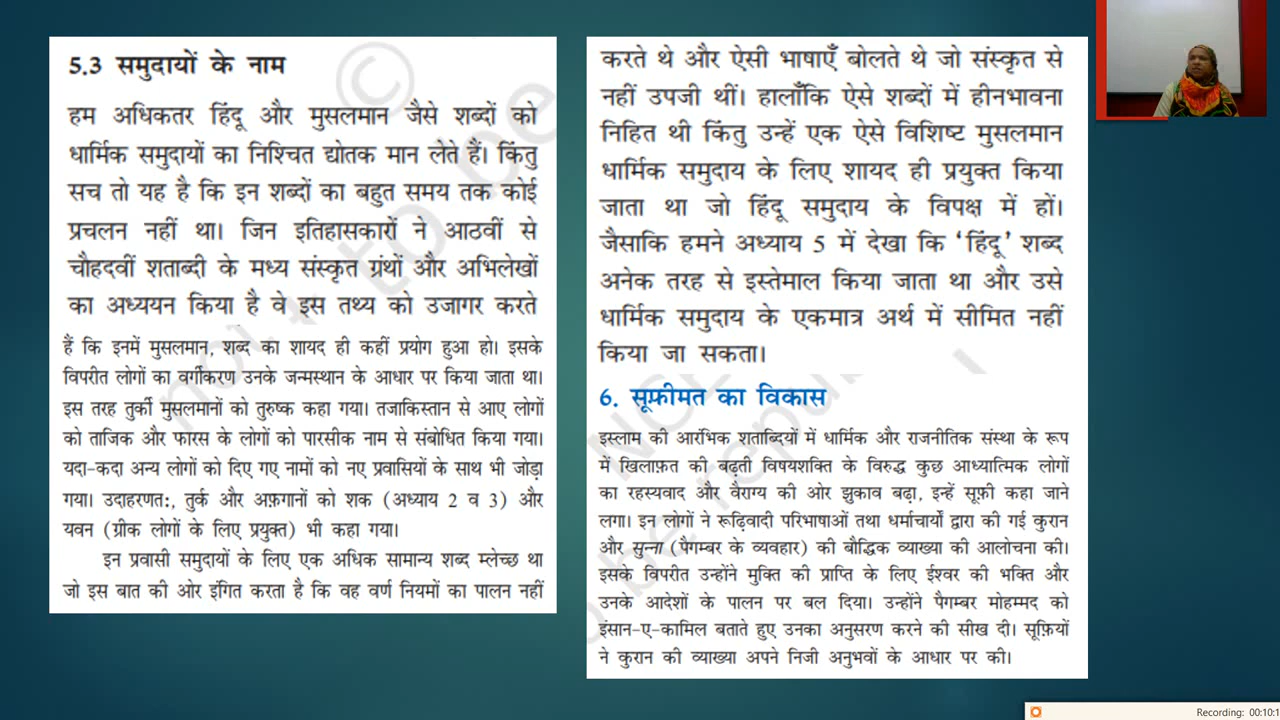 5.3 समुदायों के नाम
हम अधिकतर हिंदू और मुसलमान जैसे शब्दों को
धार्मिक समुदायों का निश्चित द्योतक मान लेते हैं। किंतु
सच तो यह है कि इन शब्दों का बहुत समय तक कोई
प्रचलन नहीं था। जिन इतिहासकारों ने आठवीं से
चौहदवीं शताब्दी के मध्य संस्कृत ग्रंथों और अभिलेखों
का अध्ययन किया है वे इस तथ्य को उजागर करते
हैं कि इनमें मुसलमान, शब्द का शायद ही कहीं प्रयोग हुआ हो। इसके
विपरीत लोगों का वर्गीकरण उनके जन्मस्थान के आधार पर किया जाता था।
इस तरह तुर्की मुसलमानों को तुरुष्क कहा गया। तजाकिस्तान से आए लोगों
को ताजिक और फारस के लोगों को पारसीक नाम से संबोधित किया गया।
यदा-कदा अन्य लोगों को दिए गए नामों को नए प्रवासियों के साथ भी जोड़ा
गया। उदाहरणत:, तुर्क और अफ़गानों को शक (अध्याय 2 व 3) और
यवन (ग्रीक लोगों के लिए प्रयुक्त) भी कहा गया।
इन प्रवासी समुदायों के लिए एक अधिक सामान्य शब्द म्लेच्छ था
जो इस बात की ओर इंगित करता है कि वह वर्ण नियमों का पालन नहीं
करते थे और ऐसी भाषाएँ बोलते थे जो संस्कृत से
नहीं उपजी थीं। हालाँकि ऐसे शब्दों में हीनभावना
निहित थी किंतु उन्हें एक ऐसे विशिष्ट मुसलमान
धार्मिक समुदाय के लिए शायद ही प्रयुक्त किया
जाता था जो हिंदू समुदाय के विपक्ष में हों।
जैसाकि हमने अध्याय 5 में देखा कि ‘हिंदू’ शब्द
अनेक तरह से इस्तेमाल किया जाता था और उसे
धार्मिक समुदाय के एकमात्र अर्थ में सीमित नहीं
किया जा सकता।
6. सूफ़ीमत का विकास
इस्लाम की आरंभिक शताब्दियों में धार्मिक और राजनीतिक संस्था के रूप
में खिलाफ़त की बढ़ती विषयशक्ति के विरुद्ध कुछ आध्यात्मिक लोगों
का रहस्यवाद और वैराग्य की ओर झुकाव बढ़ा, इन्हें सूफ़ी कहा जाने
लगा। इन लोगों ने रूढ़िवादी परिभाषाओं तथा धर्माचार्यों द्वारा की गई कुरान
और सुन्ना (पैगम्बर के व्यवहार) की बौद्धिक व्याख्या की आलोचना की।
इसके विपरीत उन्होंने मुक्ति की प्राप्ति के लिए ईश्वर की भक्ति और
उनके आदेशों के पालन पर बल दिया। उन्होंने पैगम्बर मोहम्मद को
इंसान-ए-कामिल बताते हुए उनका अनुसरण करने की सीख दी। सूफ़ियों
ने कुरान की व्याख्या अपने निजी अनुभवों के आधार पर की।
Recording: 00:10:1